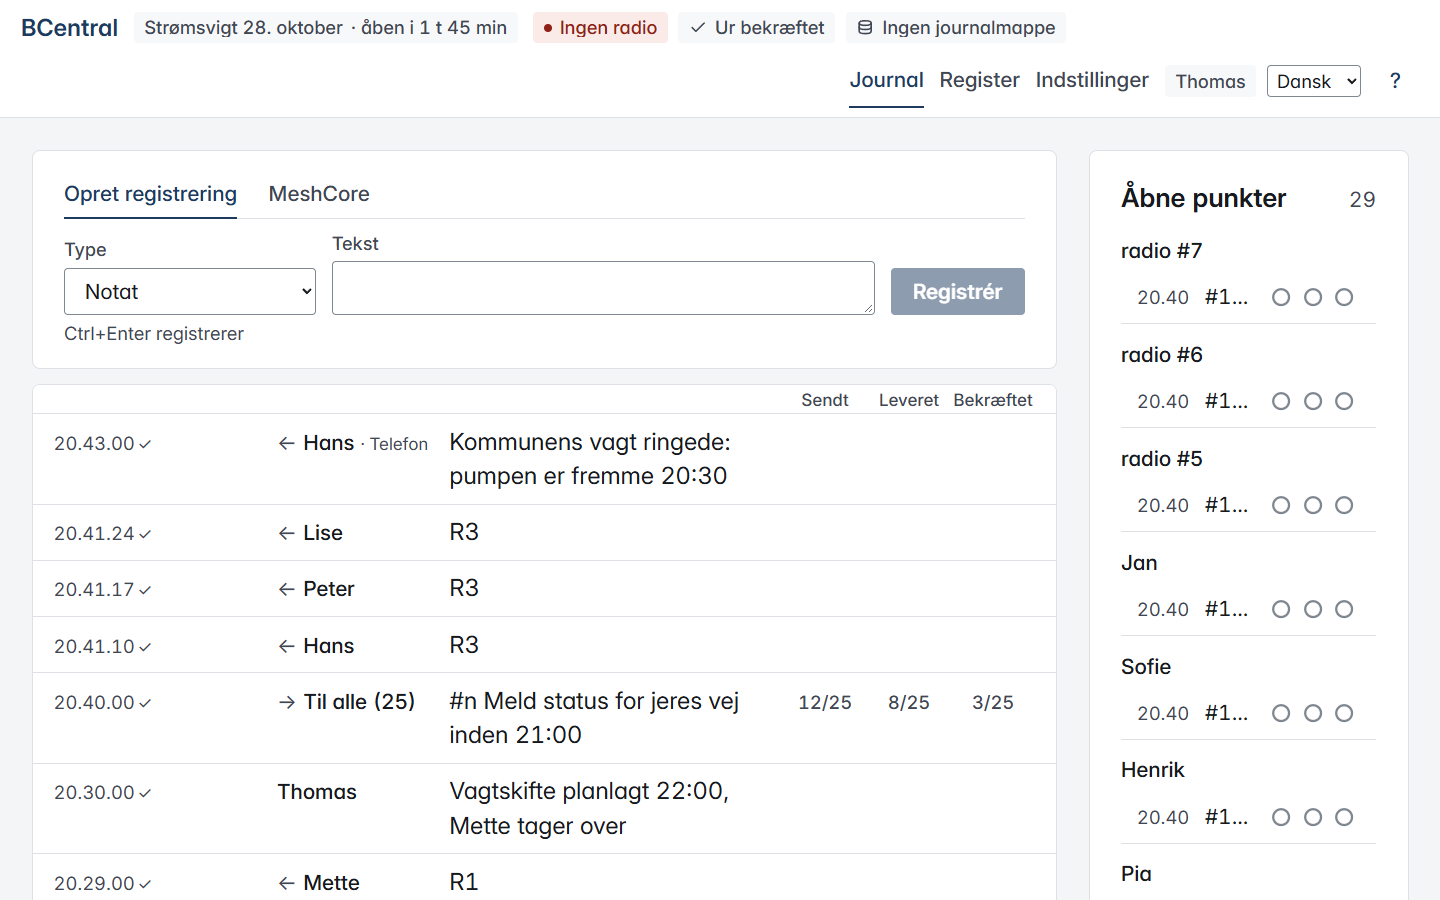 BCentral
Strømsvigt 28. oktober · åben i 1 t 45 min
Ingen radio
Ur bekræftet
Ingen journalmappe
Journal
Register
Indstillinger
Thomas
Dansk
?
Opret registrering
MeshCore
Type
Notat
Tekst
Registrér
Ctrl+Enter registrerer
Sendt
Leveret
Bekræftet
20.43.00
← Hans · Telefon
Kommunens vagt ringede:
pumpen er fremme 20:30
20.41.24
← Lise
R3
20.41.17
← Peter
R3
20.41.10
← Hans
R3
20.40.00
→ Til alle (25)
#n Meld status for jeres vej
inden 21:00
12/25
8/25
3/25
20.30.00
Thomas
Vagtskifte planlagt 22:00,
Mette tager over
20.29.00
← Mette
R1
Åbne punkter
29
radio #7
20.40 #1...
radio #6
20.40 #1...
radio #5
20.40 #1...
Jan
20.40 #1...
Sofie
20.40 #1...
Henrik
20.40 #1...
Pia